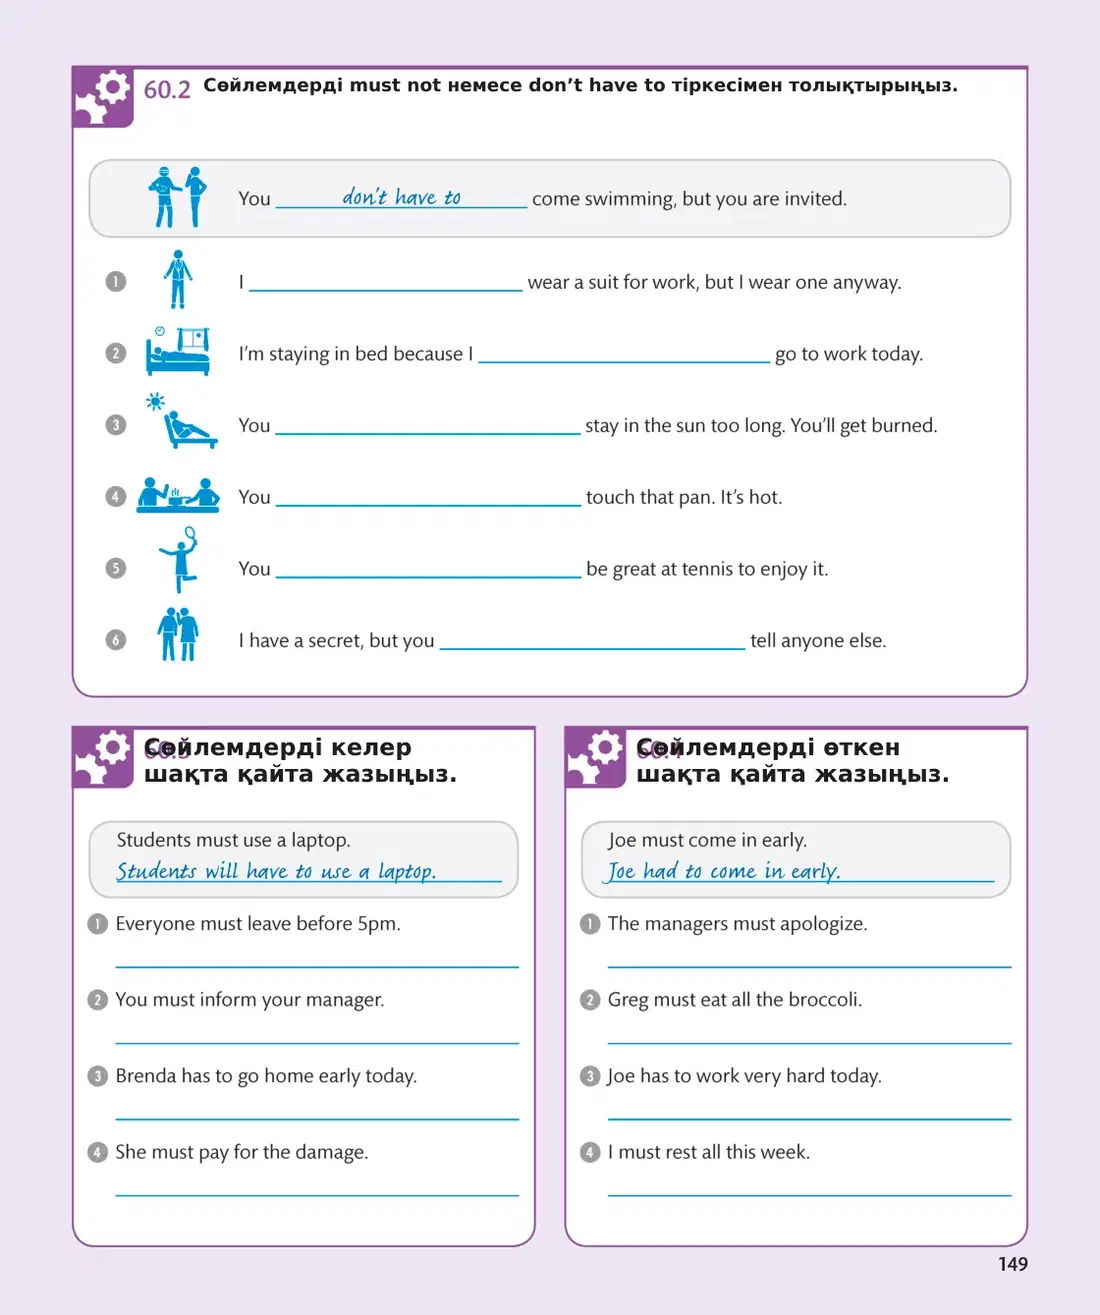 60.2 Сөйлемдерді must not немесе don’t have to тіркесімен толықтырыңыз.
You don't have to come swimming, but you are invited.
1 I wear a suit for work, but I wear one anyway.
2 I’m staying in bed because I go to work today.
3 You stay in the sun too long. You’ll get burned.
4 You touch that pan. It’s hot.
5 You be great at tennis to enjoy it.
6 I have a secret, but you tell anyone else.
Сөйлемдерді келер
шақта қайта жазыңыз.
Students must use a laptop.
Students will have to use a laptop.
1 Everyone must leave before 5pm.
2 You must inform your manager.
3 Brenda has to go home early today.
4 She must pay for the damage.
Сөйлемдерді өткен
шақта қайта жазыңыз.
Joe must come in early.
Joe had to come in early.
1 The managers must apologize.
2 Greg must eat all the broccoli.
3 Joe has to work very hard today.
4 I must rest all this week.
149